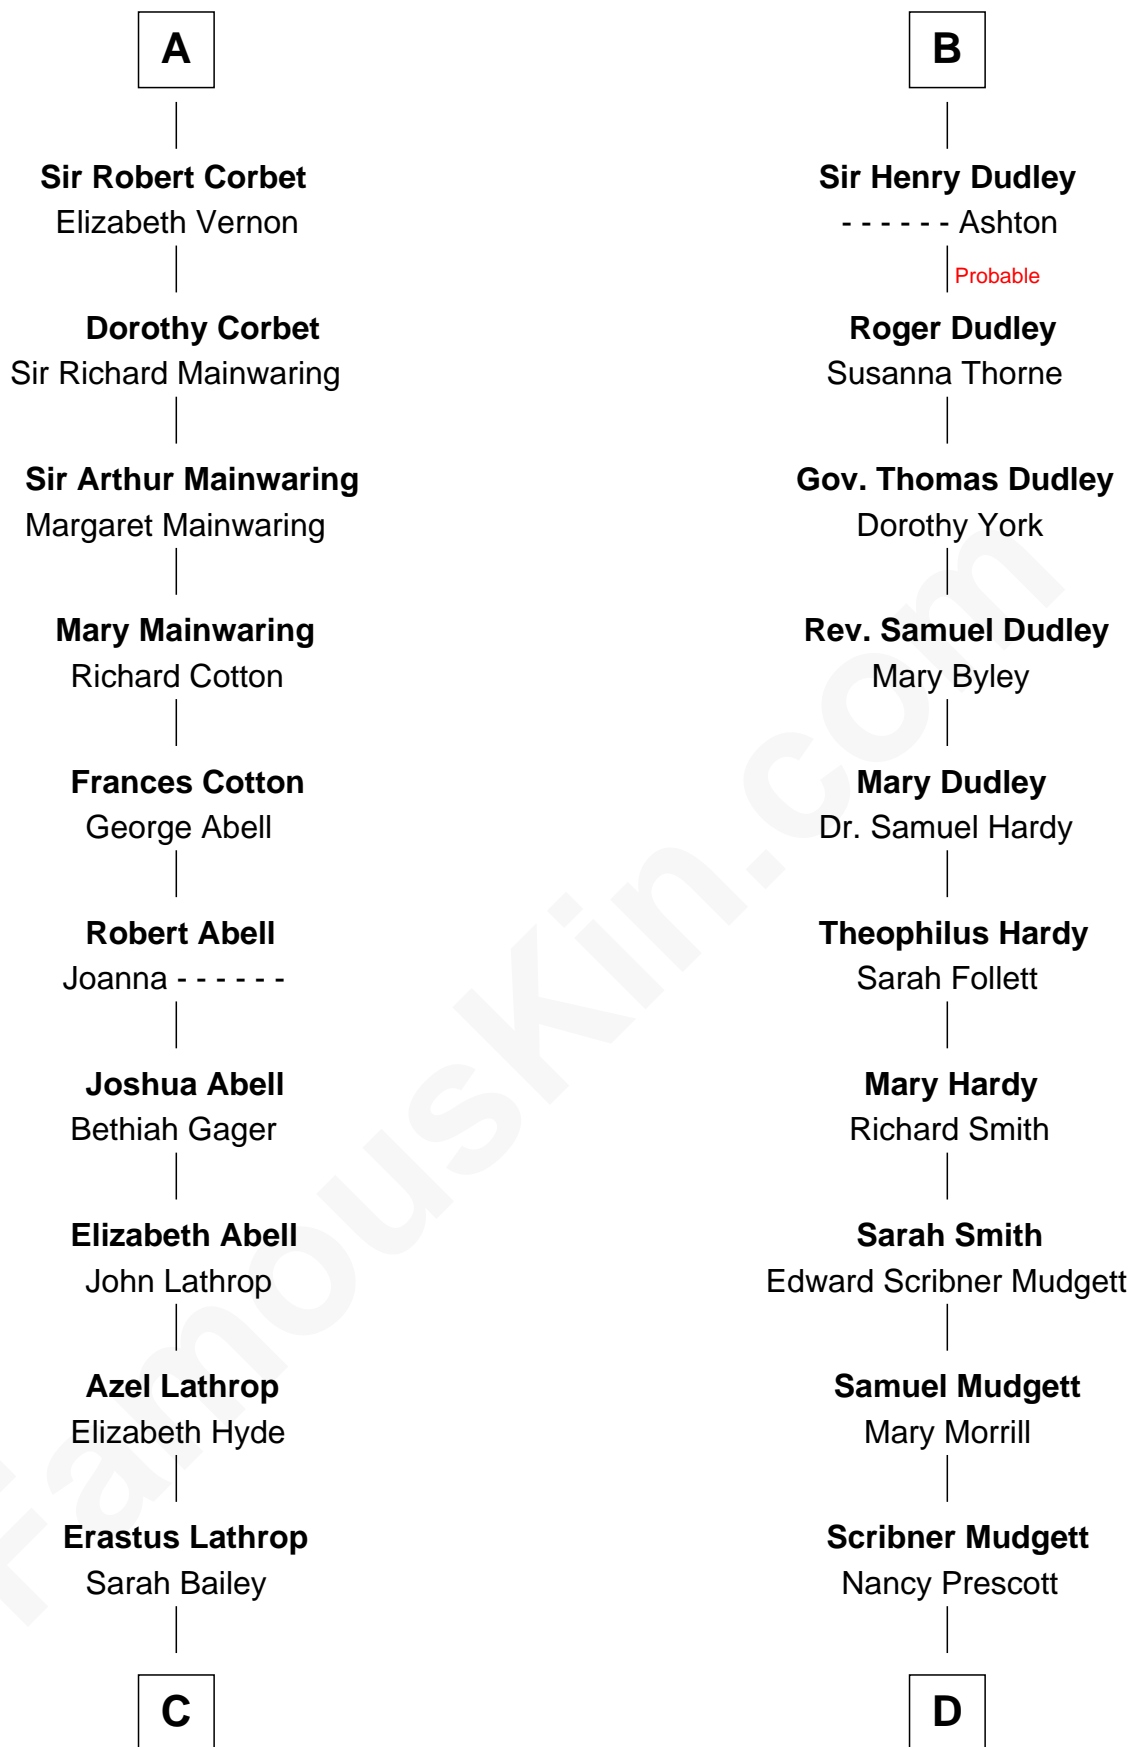 A
Sir Robert Corbet
Elizabeth Vernon
Dorothy Corbet
Sir Richard Mainwaring
Sir Arthur Mainwaring
Margaret Mainwaring
Mary Mainwaring
Richard Cotton
Frances Cotton
George Abell
Robert Abell
Joanna - - - - - -
Joshua Abell
Bethiah Gager
Elizabeth Abell
John Lathrop
Azel Lathrop
Elizabeth Hyde
Erastus Lathrop
Sarah Bailey
C
B
Sir Henry Dudley
- - - - - - Ashton
Probable
Roger Dudley
Susanna Thorne
Gov. Thomas Dudley
Dorothy York
Rev. Samuel Dudley
Mary Byley
Mary Dudley
Dr. Samuel Hardy
Theophilus Hardy
Sarah Follett
Mary Hardy
Richard Smith
Sarah Smith
Edward Scribner Mudgett
Samuel Mudgett
Mary Morrill
Scribner Mudgett
Nancy Prescott
D
FamousKin.com